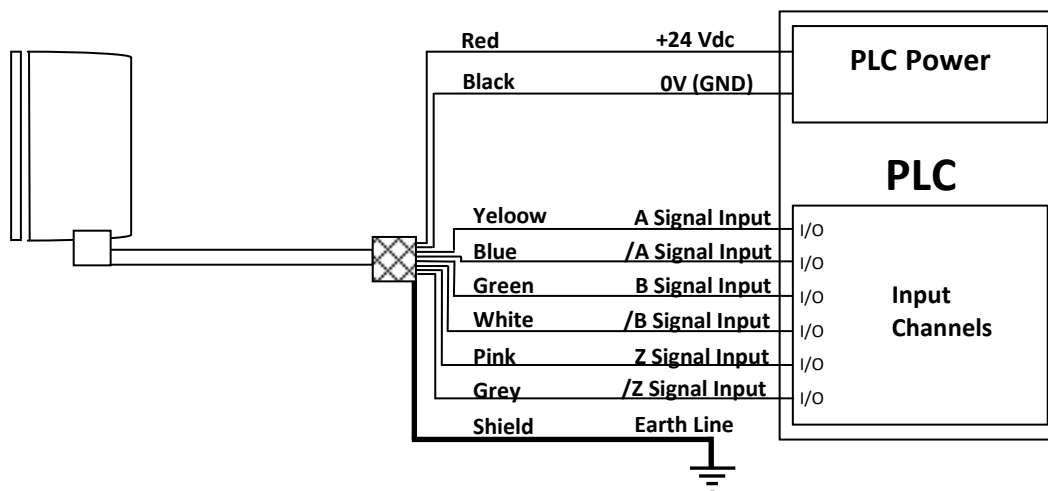 Red +24 Vdc
Black 0V (GND)
PLC Power
PLC
Yeloow A Signal Input I/O
Blue /A Signal Input I/O
Green B Signal Input I/O
White /B Signal Input I/O
Pink Z Signal Input I/O
Grey /Z Signal Input I/O
Input
Channels
Shield Earth Line